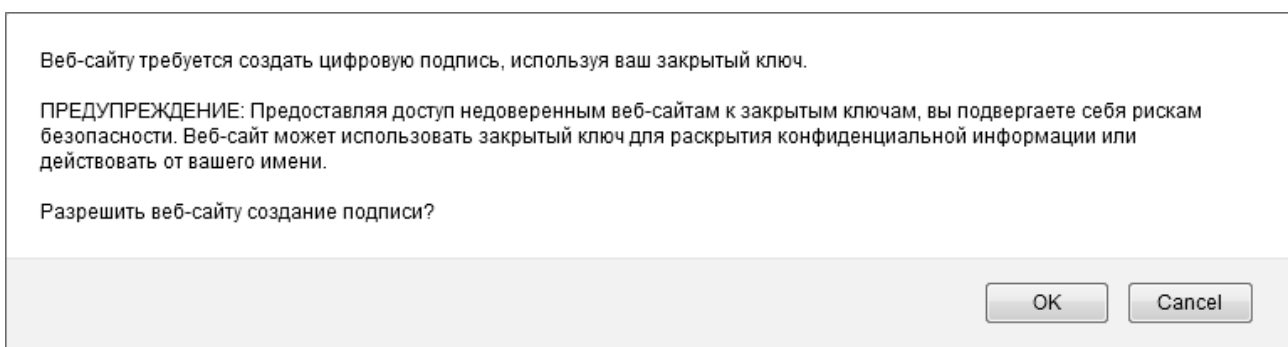 Веб-сайту требуется создать цифровую подпись, используя ваш закрытый ключ.
ПРЕДУПРЕЖДЕНИЕ: Предоставляя доступ недоверенным веб-сайтам к закрытым ключам, вы подвергаете себя рискам
безопасности. Веб-сайт может использовать закрытый ключ для раскрытия конфиденциальной информации или
действовать от вашего имени.
Разрешить веб-сайту создание подписи?
OK Cancel